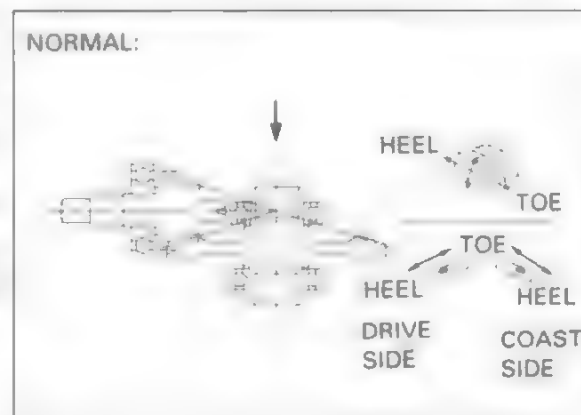 NORMAL:
HEEL
TOE
TOE
HEEL
HEEL
DRIVE
SIDE
COAST
SIDE